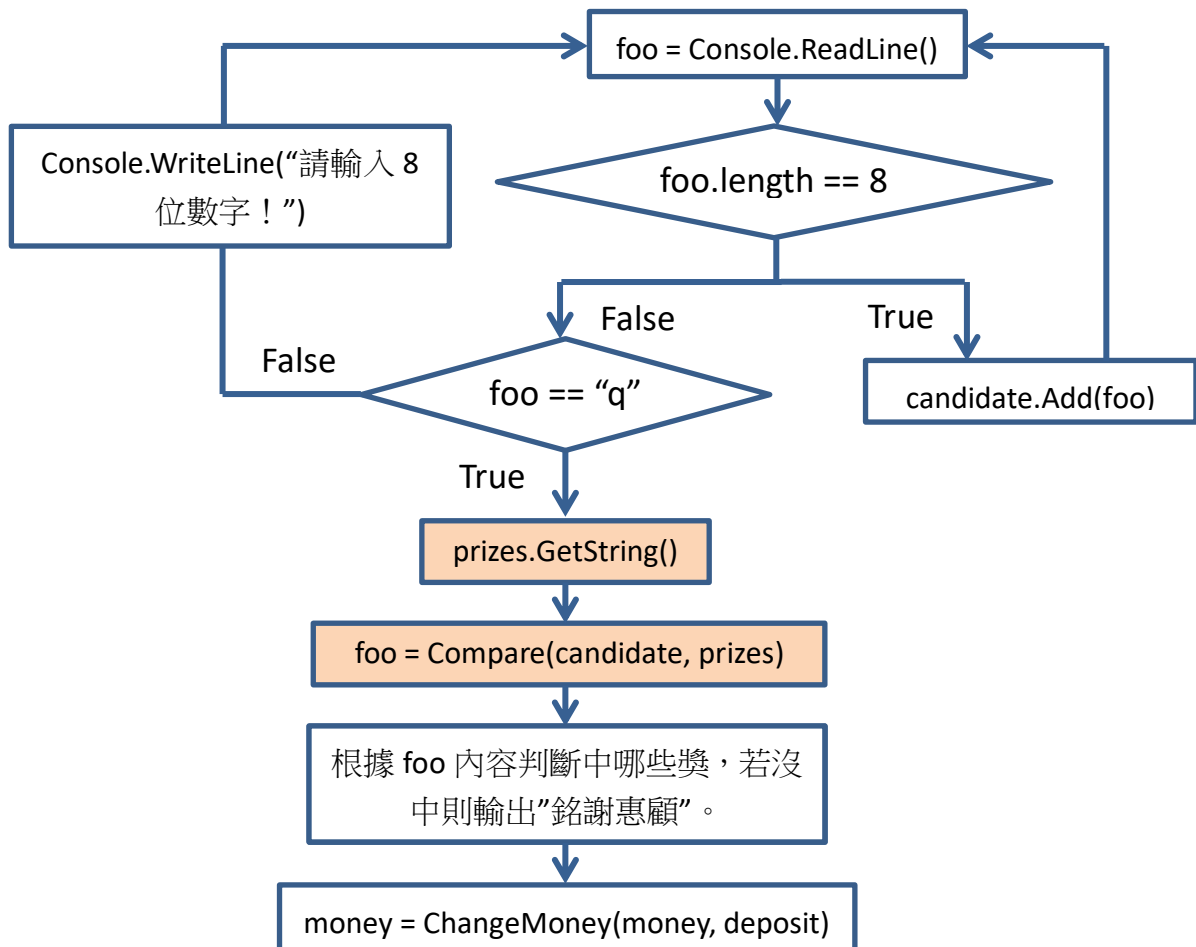 foo = Console.ReadLine()
Console.WriteLine(“請輸入 8
位數字！”)
foo.length == 8
False
True
False
foo == “q”
candidate.Add(foo)
True
prizes.GetString()
foo = Compare(candidate, prizes)
根據 foo 內容判斷中哪些獎，若沒
中則輸出”銘謝惠顧”。
money = ChangeMoney(money, deposit)